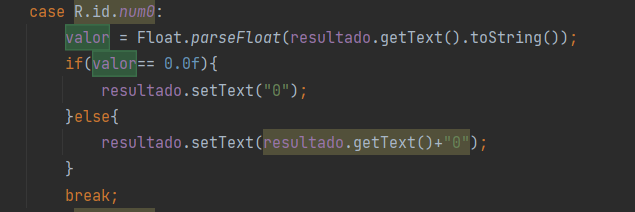 case R.id.num0:
valor = Float.parseFloat(resultado.getText().toString());
if(valor== 0.0f){
resultado.setText("0");
}else{
resultado.setText(resultado.getText()+"0");
}
break;